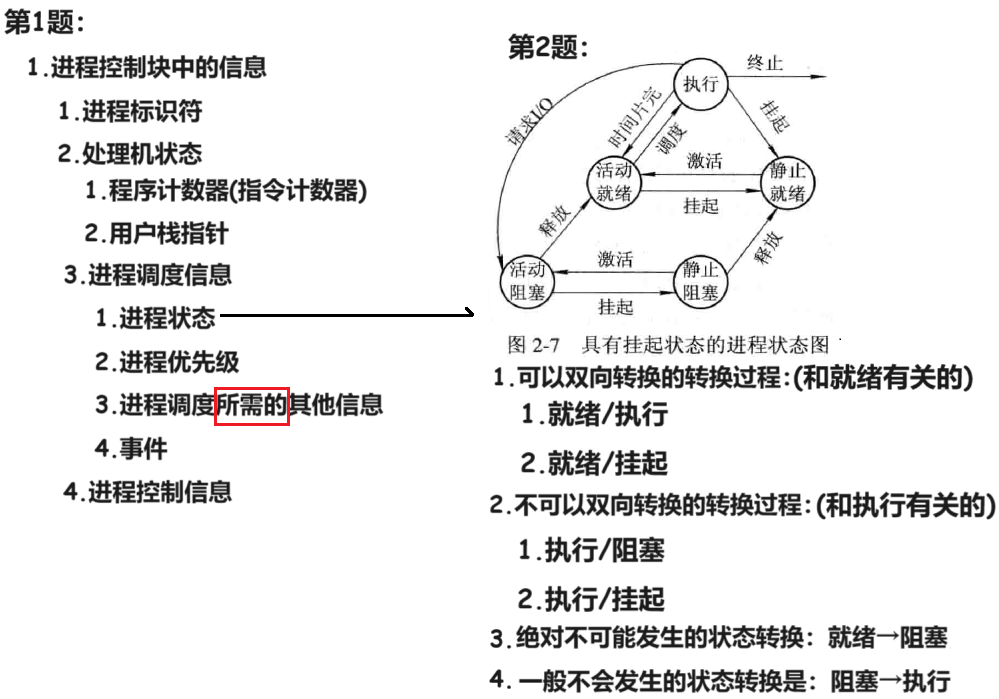 第1题:
1.进程控制块中的信息
1.进程标识符
2.处理机状态
1.程序计数器(指令计数器)
2.用户栈指针
3.进程调度信息
1.进程状态
2.进程优先级
3.进程调度所需的其他信息
4.事件
4.进程控制信息
第2题:
终止
执行
请求I/O
时间片完
调度
挂起
活动
就绪
激活
挂起
静止
就绪
释放
释放
活动
阻塞
激活
挂起
静止
阻塞
图 2-7 具有挂起状态的进程状态图
1.可以双向转换的转换过程:(和就绪有关的)
1.就绪/执行
2.就绪/挂起
2.不可以双向转换的转换过程:(和执行有关的)
1.执行/阻塞
2.执行/挂起
3.绝对不可能发生的状态转换：就绪→阻塞
4.一般不会发生的状态转换是：阻塞→执行